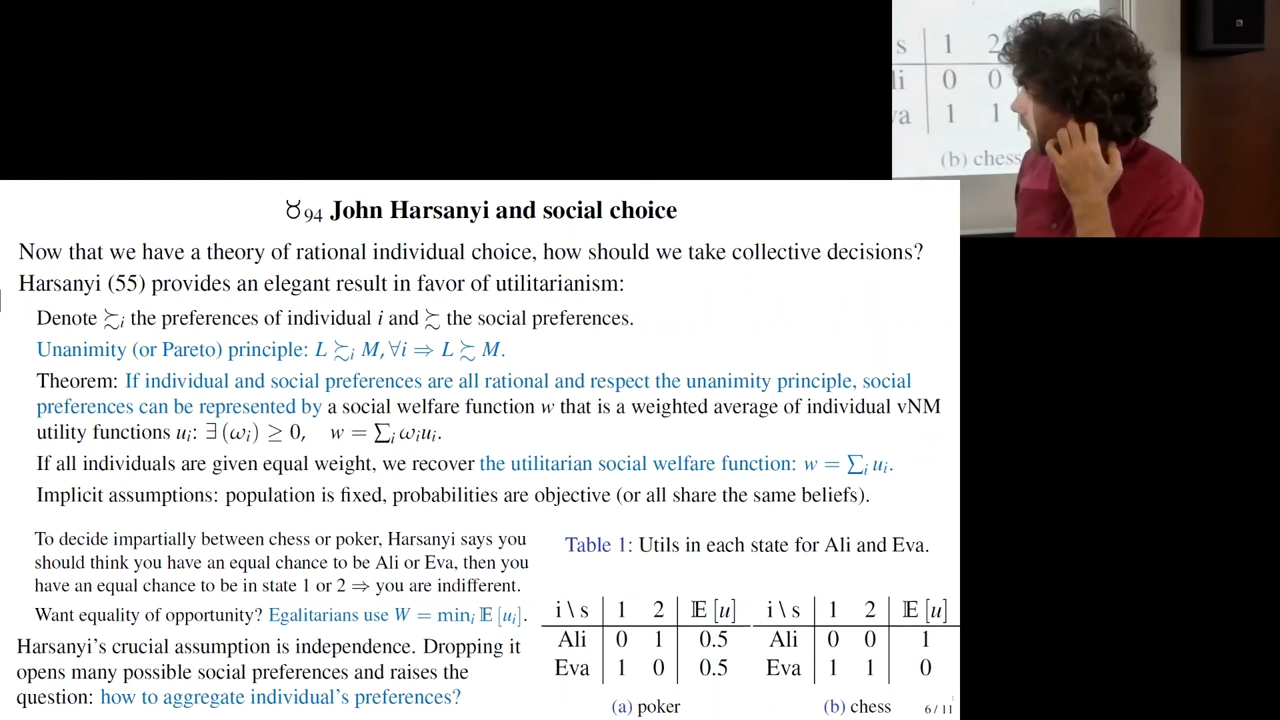 s 1 2
li 0 0
va 1 1
(b) chess
♉94 John Harsanyi and social choice
Now that we have a theory of rational individual choice, how should we take collective decisions?
Harsanyi (55) provides an elegant result in favor of utilitarianism:
Denote ≿i the preferences of individual i and ≿ the social preferences.
Unanimity (or Pareto) principle: L ≿i M, ∀i ⇒ L ≿ M.
Theorem: If individual and social preferences are all rational and respect the unanimity principle, social
preferences can be represented by a social welfare function w that is a weighted average of individual vNM
utility functions ui: ∃ (ωi) ≥ 0, w = ∑i ωiui.
If all individuals are given equal weight, we recover the utilitarian social welfare function: w = ∑i ui.
Implicit assumptions: population is fixed, probabilities are objective (or all share the same beliefs).
To decide impartially between chess or poker, Harsanyi says you
should think you have an equal chance to be Ali or Eva, then you
have an equal chance to be in state 1 or 2 ⇒ you are indifferent.
Want equality of opportunity? Egalitarians use W = mini 𝔼 [ui].
Harsanyi's crucial assumption is independence. Dropping it
opens many possible social preferences and raises the
question: how to aggregate individual's preferences?
Table 1: Utils in each state for Ali and Eva.
i \ s 1 2 𝔼 [u]
Ali 0 1 0.5
Eva 1 0 0.5
(a) poker
i \ s 1 2 𝔼 [u]
Ali 0 0 1
Eva 1 1 0
(b) chess
6 / 11